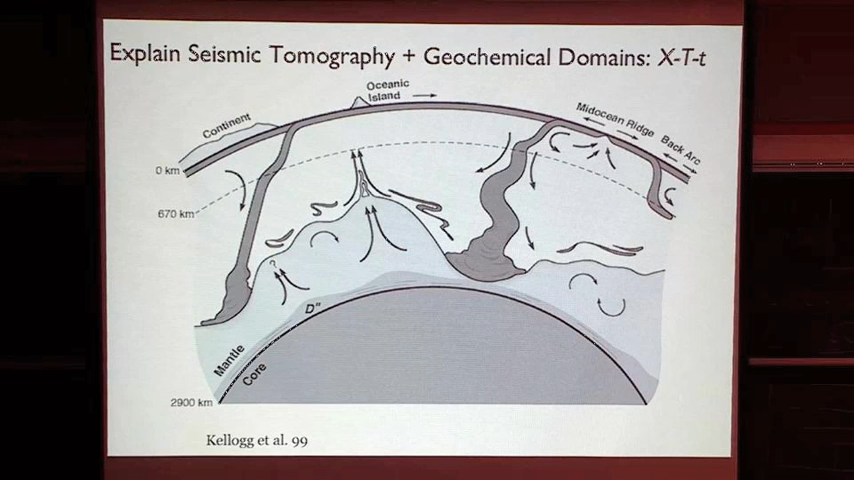 Explain Seismic Tomography + Geochemical Domains: X-T-t
Oceanic
Island
Continent
Midocean Ridge
Back Arc
0 km
670 km
?
D"
Mantle
Core
2900 km
Kellogg et al. 99